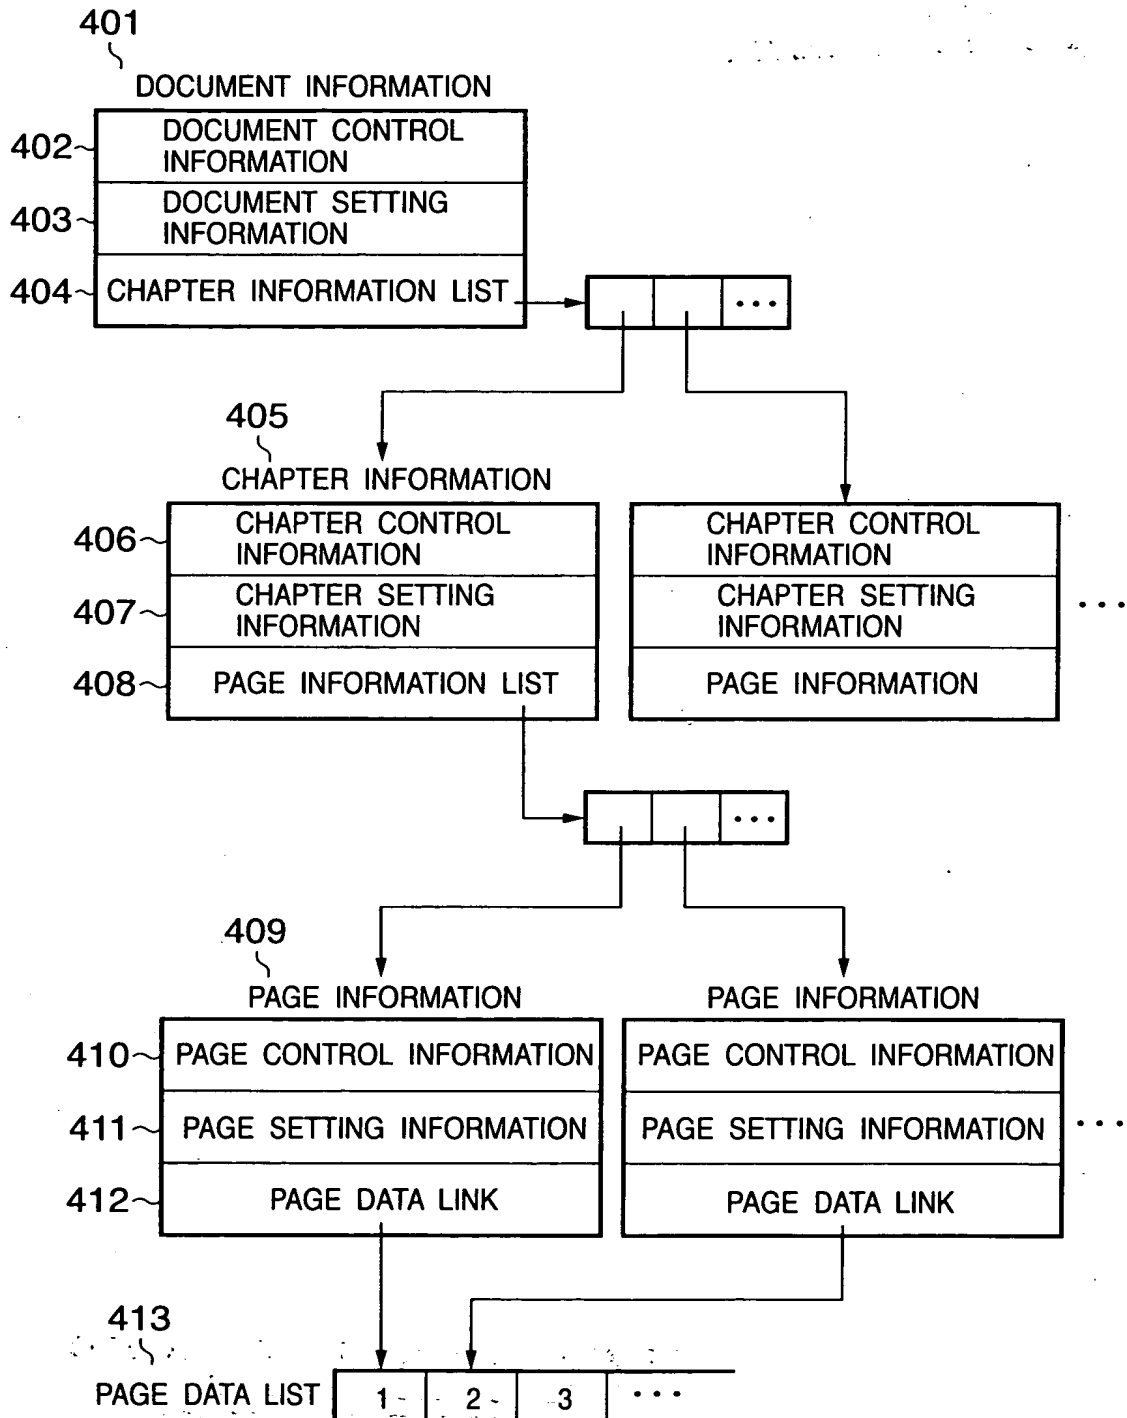 401
DOCUMENT INFORMATION
402
DOCUMENT CONTROL
INFORMATION
403
DOCUMENT SETTING
INFORMATION
404
CHAPTER INFORMATION LIST
...
405
CHAPTER INFORMATION
406
CHAPTER CONTROL
INFORMATION
407
CHAPTER SETTING
INFORMATION
408
PAGE INFORMATION LIST
CHAPTER CONTROL
INFORMATION
CHAPTER SETTING
INFORMATION
PAGE INFORMATION
...
...
409
PAGE INFORMATION
410
PAGE CONTROL INFORMATION
411
PAGE SETTING INFORMATION
412
PAGE DATA LINK
PAGE INFORMATION
PAGE CONTROL INFORMATION
PAGE SETTING INFORMATION
PAGE DATA LINK
...
413
PAGE DATA LIST
1 2 3 ...